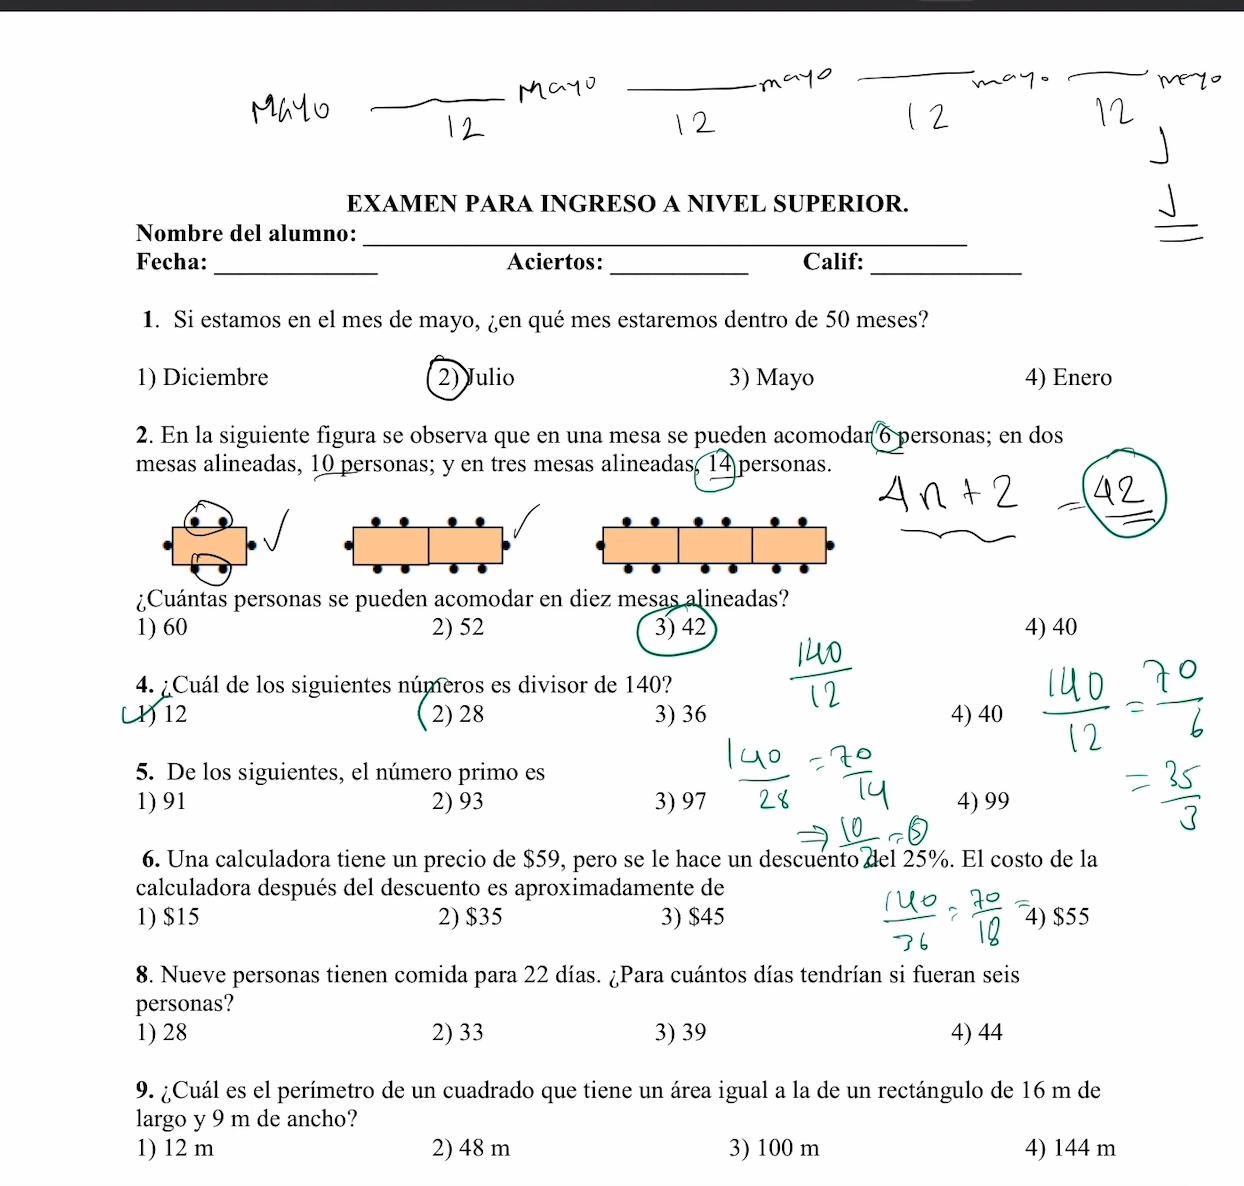 Mayo ____ Mayo ____ mayo ____ mayo ____ mayo
12 12 12 12
J
J
EXAMEN PARA INGRESO A NIVEL SUPERIOR.
Nombre del alumno: ____
Fecha: ____ Aciertos: ____ Calif: ____
1. Si estamos en el mes de mayo, ¿en qué mes estaremos dentro de 50 meses?
1) Diciembre 2) Julio 3) Mayo 4) Enero
2. En la siguiente figura se observa que en una mesa se pueden acomodar 6 personas; en dos
mesas alineadas, 10 personas; y en tres mesas alineadas, 14 personas.
4n + 2 = 42
¿Cuántas personas se pueden acomodar en diez mesas alineadas?
1) 60 2) 52 3) 42 4) 40
140/12
4. ¿Cuál de los siguientes números es divisor de 140?
140/12 = 70/6
1) 12 2) 28 3) 36 4) 40
= 35/3
140/28 = 70/14
5. De los siguientes, el número primo es
1) 91 2) 93 3) 97 4) 99
⇒ 10/2 = 5
6. Una calculadora tiene un precio de $59, pero se le hace un descuento del 25%. El costo de la
calculadora después del descuento es aproximadamente de
140/36 = 70/18 =
1) $15 2) $35 3) $45 4) $55
8. Nueve personas tienen comida para 22 días. ¿Para cuántos días tendrían si fueran seis
personas?
1) 28 2) 33 3) 39 4) 44
9. ¿Cuál es el perímetro de un cuadrado que tiene un área igual a la de un rectángulo de 16 m de
largo y 9 m de ancho?
1) 12 m 2) 48 m 3) 100 m 4) 144 m